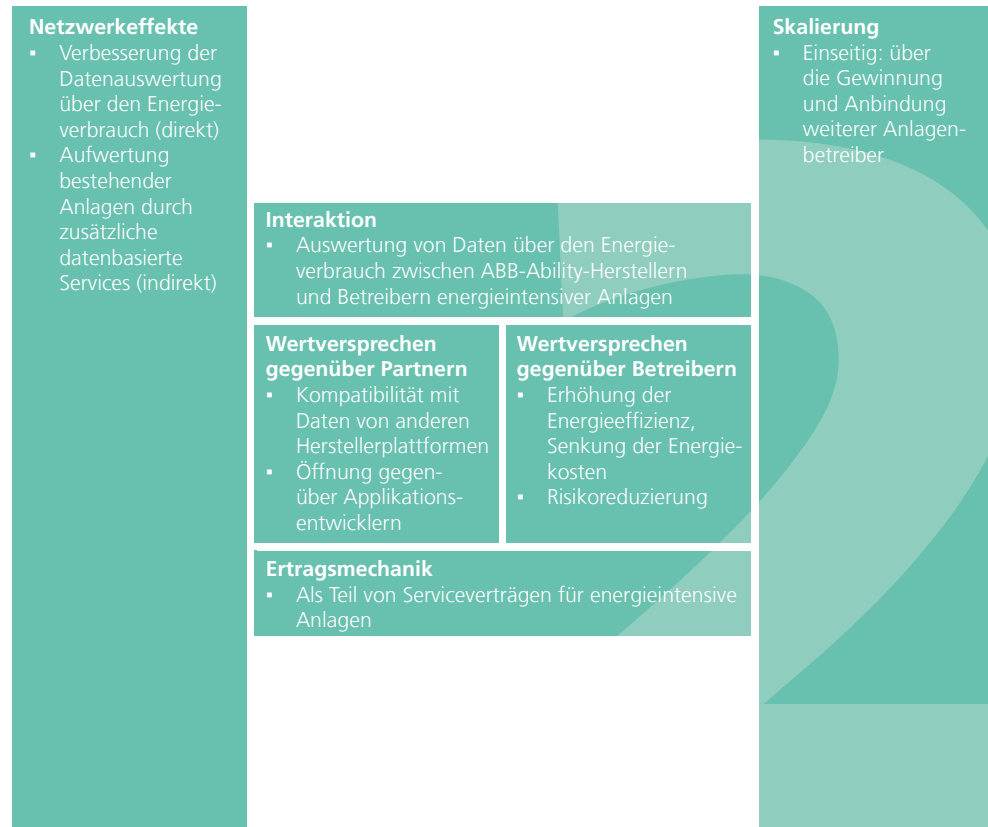 Netzwerkeffekte
▪ Verbesserung der
Datenauswertung
über den Energie-
verbrauch (direkt)
▪ Aufwertung
bestehender
Anlagen durch
zusätzliche
datenbasierte
Services (indirekt)
Interaktion
▪ Auswertung von Daten über den Energie-
verbrauch zwischen ABB-Ability-Herstellern
und Betreibern energieintensiver Anlagen
Wertversprechen
gegenüber Partnern
▪ Kompatibilität mit
Daten von anderen
Herstellerplattformen
▪ Öffnung gegen-
über Applikations-
entwicklern
Wertversprechen
gegenüber Betreibern
▪ Erhöhung der
Energieeffizienz,
Senkung der Energie-
kosten
▪ Risikoreduzierung
Ertragsmechanik
▪ Als Teil von Serviceverträgen für energieintensive
Anlagen
Skalierung
▪ Einseitig: über
die Gewinnung
und Anbindung
weiterer Anlagen-
betreiber
2